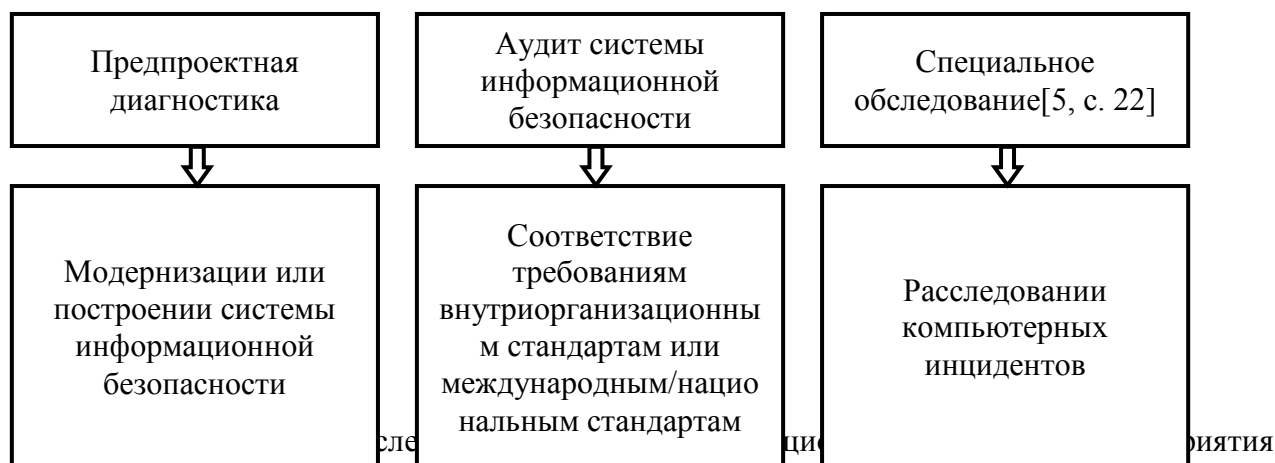 Предпроектная
диагностика
Аудит системы
информационной
безопасности
Специальное
обследование[5, с. 22]
Модернизации или
построении системы
информационной
безопасности
Соответствие
требованиям
внутриорганизационны
м стандартам или
международным/нацио
нальным стандартам
Расследовании
компьютерных
инцидентов